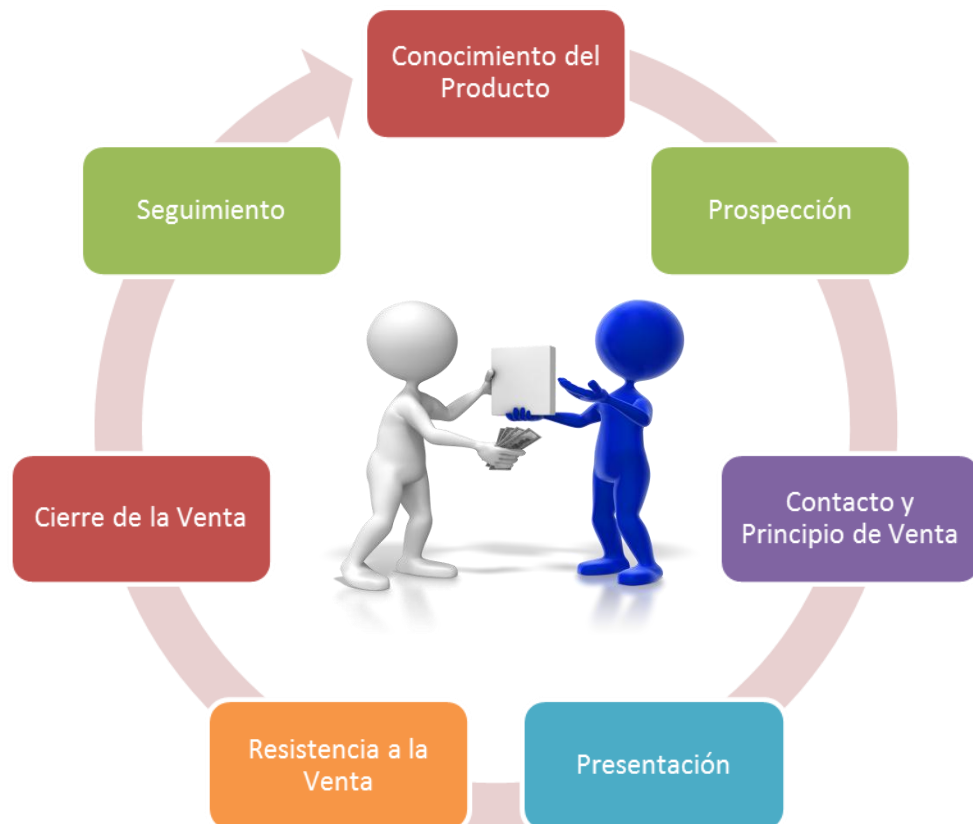 Conocimiento del
Producto
Prospección
Contacto y
Principio de Venta
Presentación
Resistencia a la
Venta
Cierre de la Venta
Seguimiento